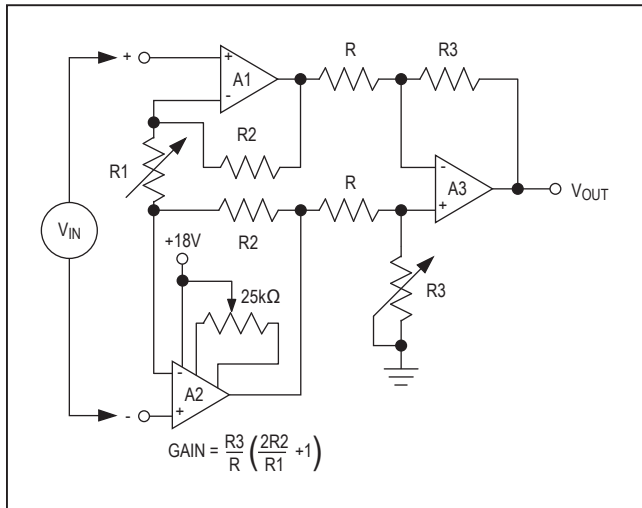 +
+
A1
-
R
R3
R2
R1
R
-
A3
+
VOUT
VIN
R2
+18V
25kΩ
R3
-
A2
+
-
GAIN = R3/R (2R2/R1 +1)